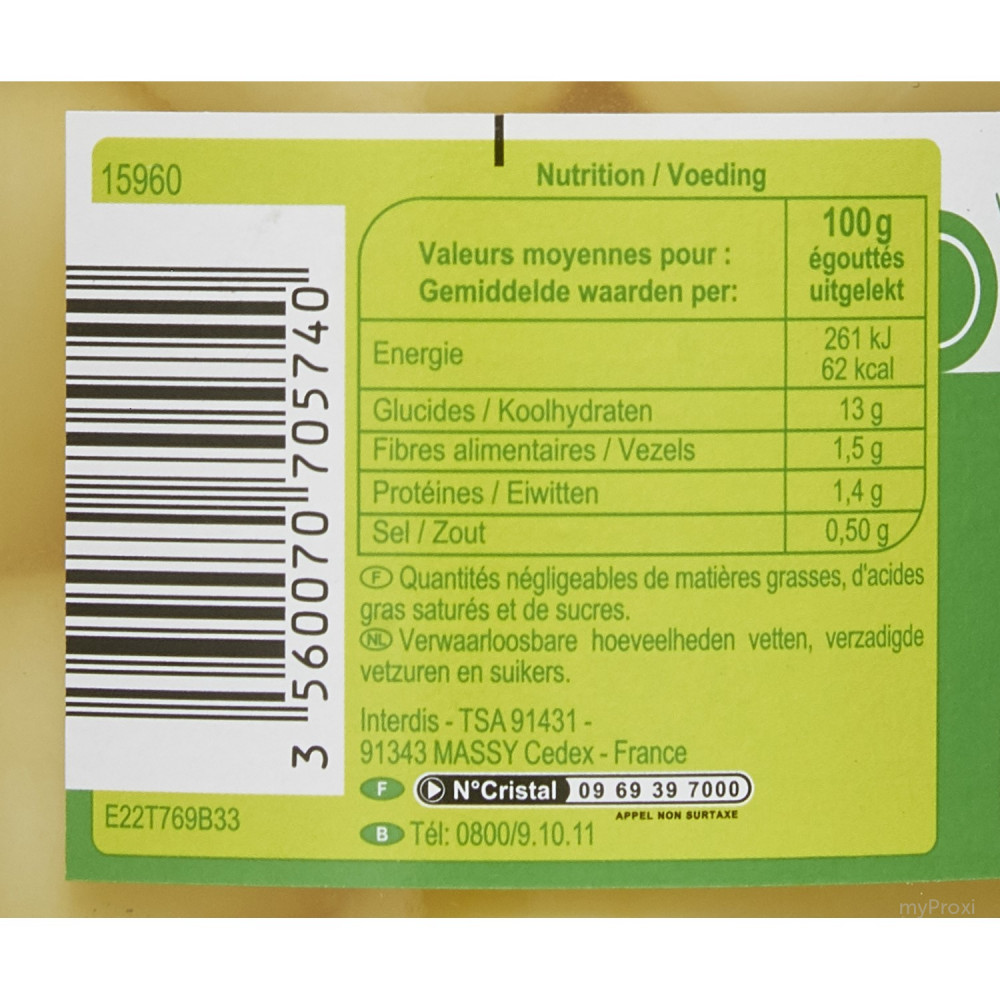 15960
Nutrition / Voeding
Valeurs moyennes pour :
Gemiddelde waarden per:
100 g
égouttés
uitgelekt
Energie
261 kJ
62 kcal
Glucides / Koolhydraten
13 g
Fibres alimentaires / Vezels
1,5 g
Protéines / Eiwitten
1,4 g
Sel / Zout
0,50 g
F Quantités négligeables de matières grasses, d'acides
gras saturés et de sucres.
NL Verwaarloosbare hoeveelheden vetten, verzadigde
vetzuren en suikers.
Interdis - TSA 91431 -
91343 MASSY Cedex - France
F N°Cristal 09 69 39 7000
APPEL NON SURTAXE
B Tél: 0800/9.10.11
3 560070 705740
E22T769B33
myProxi